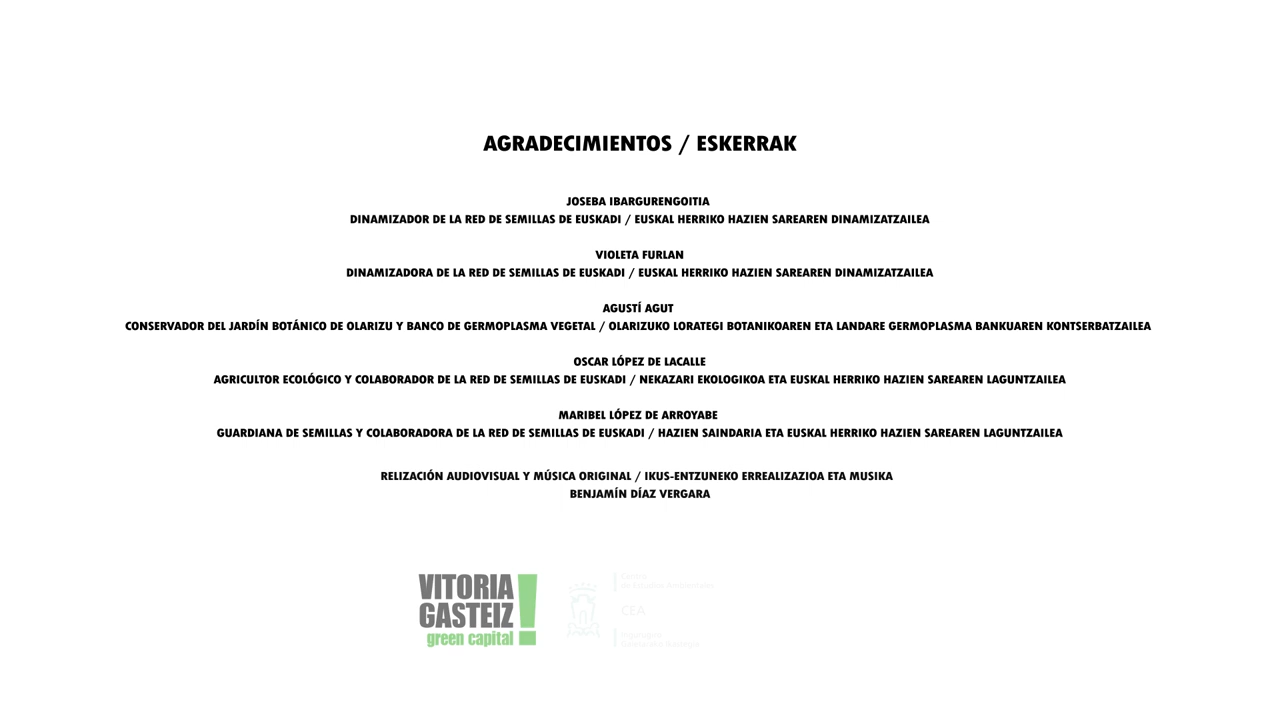 AGRADECIMIENTOS / ESKERRAK
JOSEBA IBARGURENGOITIA
DINAMIZADOR DE LA RED DE SEMILLAS DE EUSKADI / EUSKAL HERRIKO HAZIEN SAREAREN DINAMIZATZAILEA
VIOLETA FURLAN
DINAMIZADORA DE LA RED DE SEMILLAS DE EUSKADI / EUSKAL HERRIKO HAZIEN SAREAREN DINAMIZATZAILEA
AGUSTÍ AGUT
CONSERVADOR DEL JARDÍN BOTÁNICO DE OLARIZU Y BANCO DE GERMOPLASMA VEGETAL / OLARIZUKO LORATEGI BOTANIKOAREN ETA LANDARE GERMOPLASMA BANKUAREN KONTSERBATZAILEA
OSCAR LÓPEZ DE LACALLE
AGRICULTOR ECOLÓGICO Y COLABORADOR DE LA RED DE SEMILLAS DE EUSKADI / NEKAZARI EKOLOGIKOA ETA EUSKAL HERRIKO HAZIEN SAREAREN LAGUNTZAILEA
MARIBEL LÓPEZ DE ARROYABE
GUARDIANA DE SEMILLAS Y COLABORADORA DE LA RED DE SEMILLAS DE EUSKADI / HAZIEN SAINDARIA ETA EUSKAL HERRIKO HAZIEN SAREAREN LAGUNTZAILEA
RELIZACIÓN AUDIOVISUAL Y MÚSICA ORIGINAL / IKUS-ENTZUNEKO ERREALIZAZIOA ETA MUSIKA
BENJAMÍN DÍAZ VERGARA
VITORIA
GASTEIZ
green capital
Centro
de Estudios Ambientales
CEA